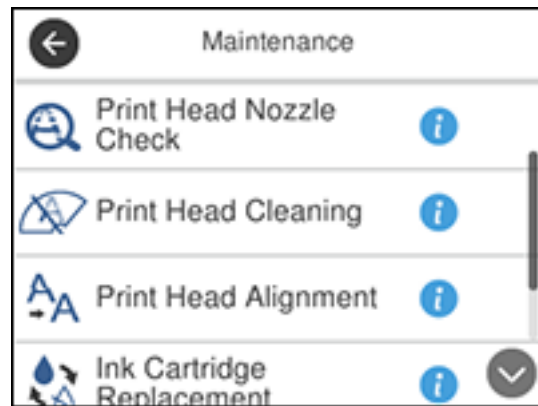 Maintenance
Print Head Nozzle
Check
Print Head Cleaning
Print Head Alignment
Ink Cartridge
Replacement